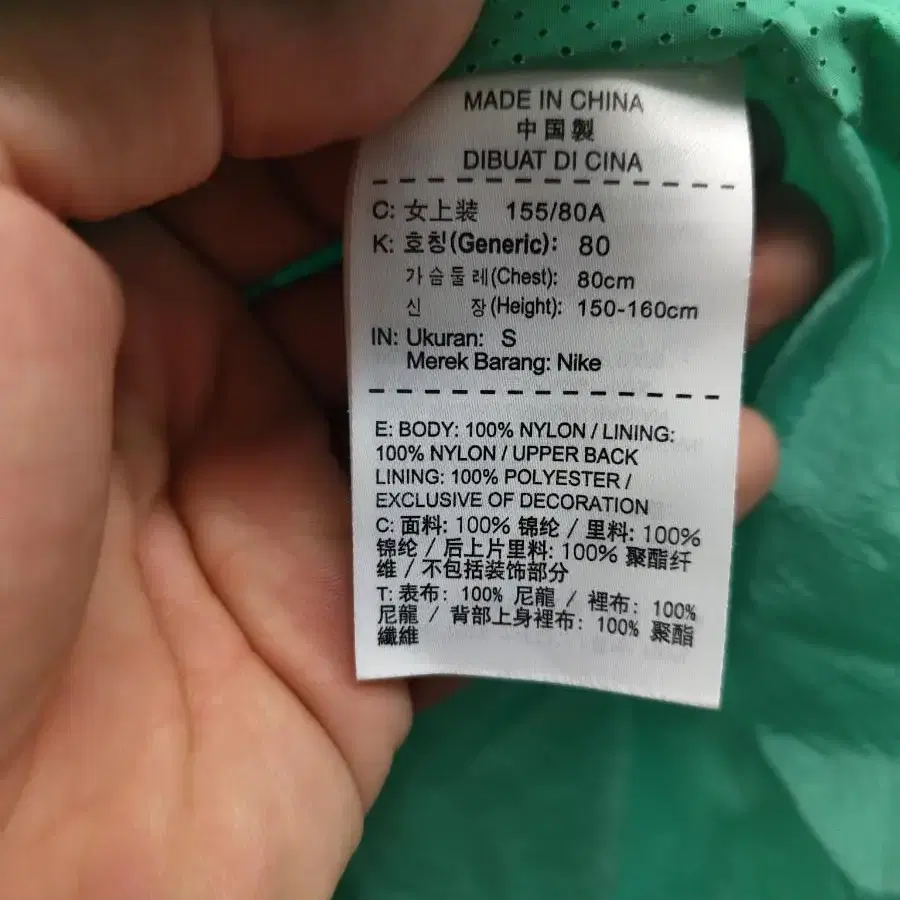 MADE IN CHINA
中国製
DIBUAT DI CINA
C: 女上装 155/80A
K: 호칭(Generic): 80
가슴둘레(Chest): 80cm
신 장(Height): 150-160cm
IN: Ukuran: S
Merek Barang: Nike
E: BODY: 100% NYLON / LINING:
100% NYLON / UPPER BACK
LINING: 100% POLYESTER /
EXCLUSIVE OF DECORATION
C: 面料: 100% 锦纶 / 里料: 100%
锦纶 / 后上片里料: 100% 聚酯纤
维 / 不包括装饰部分
T: 表布: 100% 尼龍 / 裡布: 100%
尼龍 / 背部上身裡布: 100% 聚酯
纖維